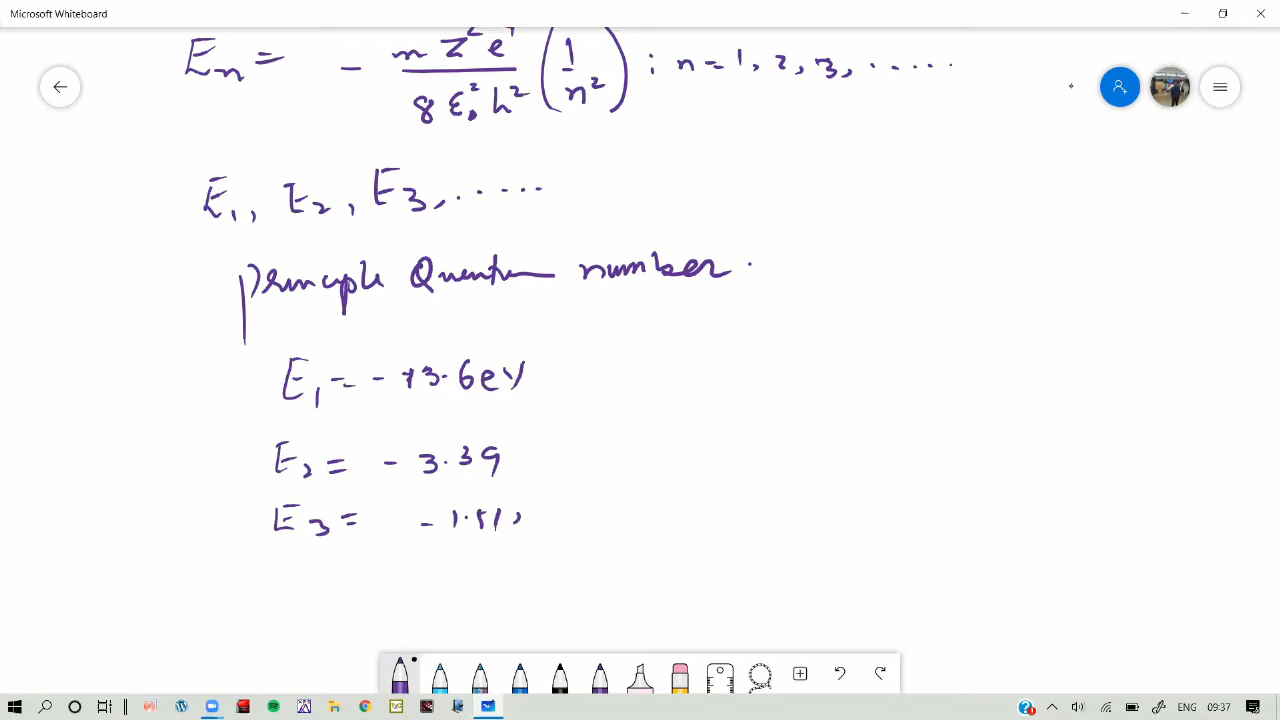 Microsoft Whiteboard
En = - m Z² e⁴ / 8 ε₀² h² (1/n²) ; n = 1, 2, 3, .....
E₁, E₂, E₃, .....
principle Quantum number .
E₁ = - 13.6 eV
E₂ = - 3.39
E₃ = - 1.51,
ENG 09:37